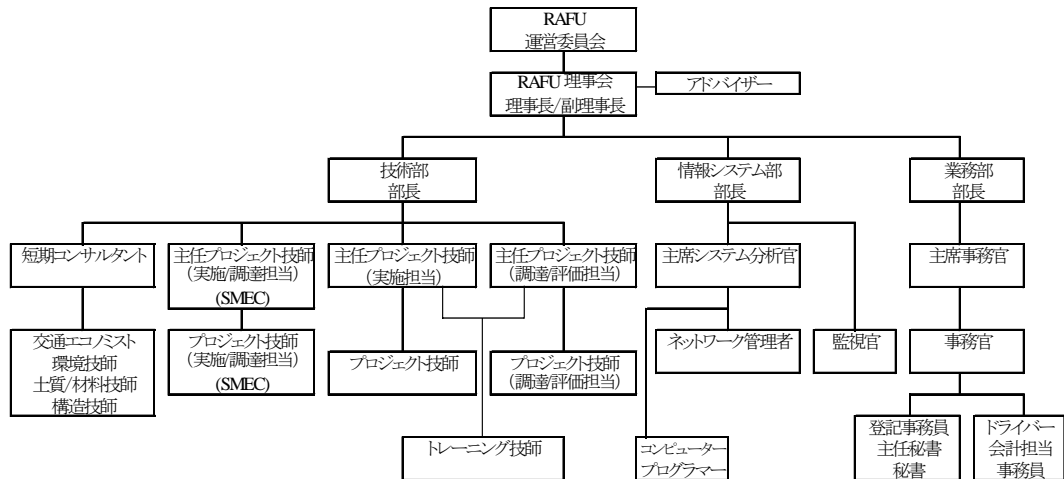 RAFU
運営委員会
RAFU 理事会
理事長/副理事長
アドバイザー
技術部
部長
情報システム部
部長
業務部
部長
短期コンサルタント
主任プロジェクト技師
(実施/調達担当)
(SMEC)
主任プロジェクト技師
(実施担当)
主任プロジェクト技師
(調達/評価担当)
主席システム分析官
主席事務官
交通エコノミスト
環境技師
土質/材料技師
構造技師
プロジェクト技師
(実施/調達担当)
(SMEC)
プロジェクト技師
プロジェクト技師
(調達/評価担当)
ネットワーク管理者
監視官
事務官
トレーニング技師
コンピューター
プログラマー
登記事務員
主任秘書
秘書
ドライバー
会計担当
事務員